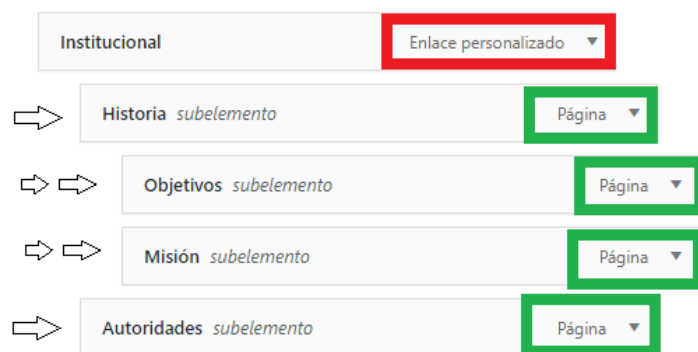 Institucional Enlace personalizado
Historia subelemento Página
Objetivos subelemento Página
Misión subelemento Página
Autoridades subelemento Página